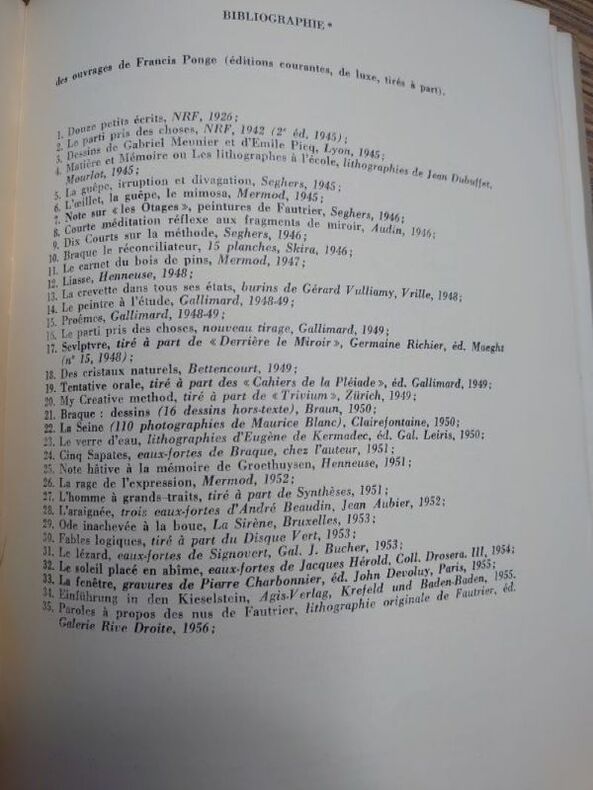 BIBLIOGRAPHIE*
des ouvrages de Francis Ponge (éditions courantes, de luxe, tirés à part).
1. Douze petits écrits, NRF, 1926;
2. Le parti pris des choses, NRF, 1942 (2e éd. 1945);
3. Dessins de Gabriel Meunier et d'Emile Picq, Lyon, 1945;
4. Matière et Mémoire ou Les lithographes à l'école, lithographies de Jean Dubuffet,
Mourlot, 1945;
5. La guêpe, irruption et divagation, Seghers, 1945;
6. L'œillet, la guêpe, le mimosa, Mermod, 1945;
7. Note sur «les Otages», peintures de Fautrier, Seghers, 1946;
8. Courte méditation réflexe aux fragments de miroir, Audin, 1946;
9. Dix Courts sur la méthode, Seghers, 1946;
10. Braque le réconciliateur, 15 planches, Skira, 1946;
11. Le carnet du bois de pins, Mermod, 1947;
12. Liasse, Henneuse, 1948;
13. La crevette dans tous ses états, burins de Gérard Vulliamy, Vrille, 1948;
14. Le peintre à l'étude, Gallimard, 1948-49;
15. Proêmes, Gallimard, 1948-49;
16. Le parti pris des choses, nouveau tirage, Gallimard, 1949;
17. Scvlptvre, tiré à part de «Derrière le Miroir», Germaine Richier, éd. Maeght
(n° 15, 1948);
18. Des cristaux naturels, Bettencourt, 1949;
19. Tentative orale, tiré à part des «Cahiers de la Pléiade», éd. Gallimard, 1949;
20. My Creative method, tiré à part de «Trivium», Zürich, 1949;
21. Braque : dessins (16 dessins hors-texte), Braun, 1950;
22. La Seine (110 photographies de Maurice Blanc), Clairefontaine, 1950;
23. Le verre d'eau, lithographies d'Eugène de Kermadec, éd. Gal. Leiris, 1950;
24. Cinq Sapates, eaux-fortes de Braque, chez l'auteur, 1951;
25. Note hâtive à la mémoire de Groethuysen, Henneuse, 1951;
26. La rage de l'expression, Mermod, 1952;
27. L'homme à grands-traits, tiré à part de Synthèses, 1951;
28. L'araignée, trois eaux-fortes d'André Beaudin, Jean Aubier, 1952;
29. Ode inachevée à la boue, La Sirène, Bruxelles, 1953;
30. Fables logiques, tiré à part du Disque Vert, 1953;
31. Le lézard, eaux-fortes de Signovert, Gal. J. Bucher, 1953;
32. Le soleil placé en abîme, eaux-fortes de Jacques Hérold, Coll. Drosera. III, 1954;
33. La fenêtre, gravures de Pierre Charbonnier, éd. John Devoluy, Paris, 1955;
34. Einführung in den Kieselstein, Agis-Verlag, Krefeld und Baden-Baden, 1955.
35. Paroles à propos des nus de Fautrier, lithographie originale de Fautrier, éd.
Galerie Rive Droite, 1956;